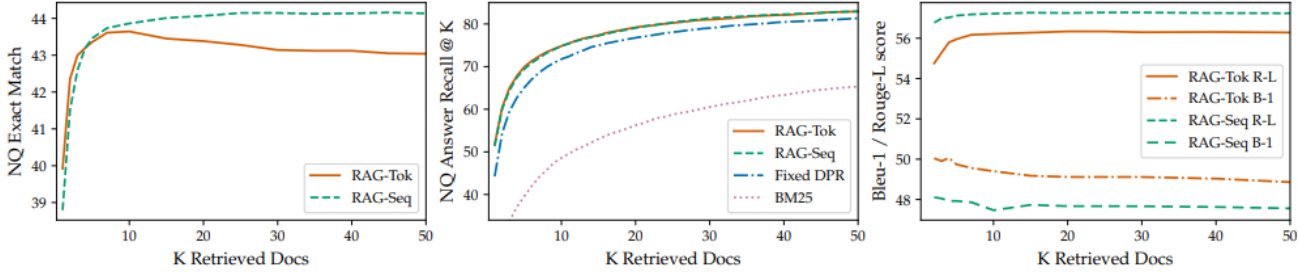 NQ Exact Match
44
43
42
41
40
39
RAG-Tok
RAG-Seq
10
20
30
40
50
K Retrieved Docs
NQ Answer Recall @ K
80
70
60
50
40
RAG-Tok
RAG-Seq
Fixed DPR
BM25
10
20
30
40
50
K Retrieved Docs
Bleu-1 / Rouge-L score
56
54
52
50
48
RAG-Tok R-L
RAG-Tok B-1
RAG-Seq R-L
RAG-Seq B-1
10
20
30
40
50
K Retrieved Docs